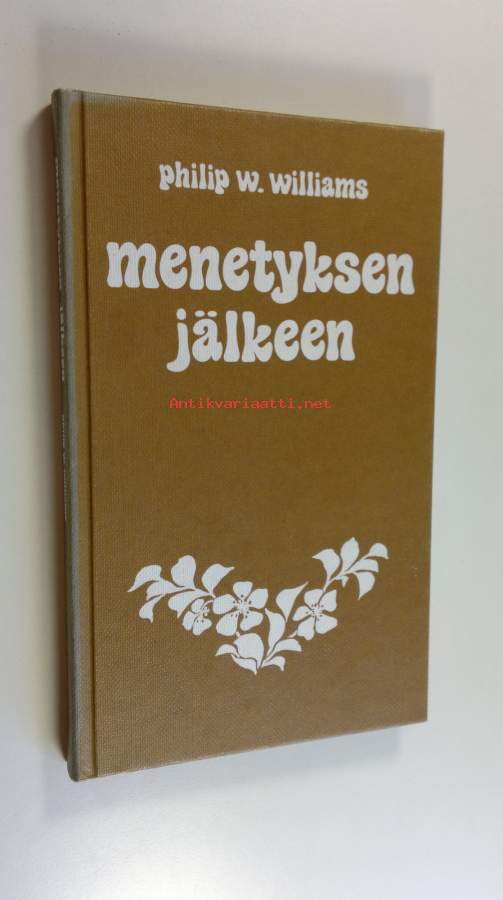 philip w. williams
menetyksen
jälkeen
Antikvariaatti.net